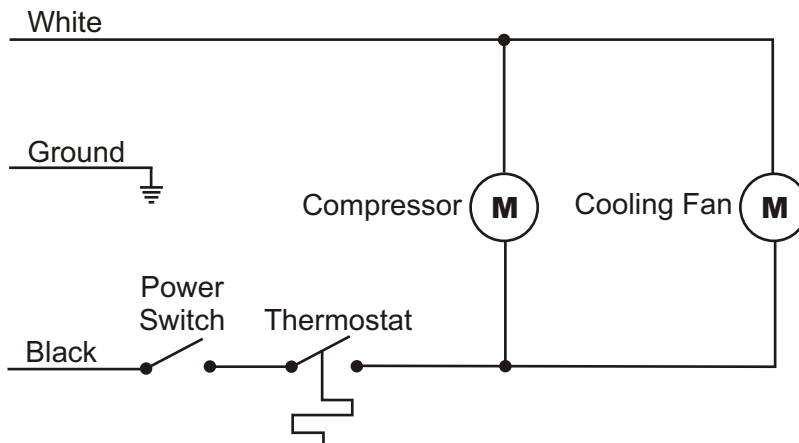 White
Ground
Compressor
M
Cooling Fan
M
Power
Switch
Thermostat
Black